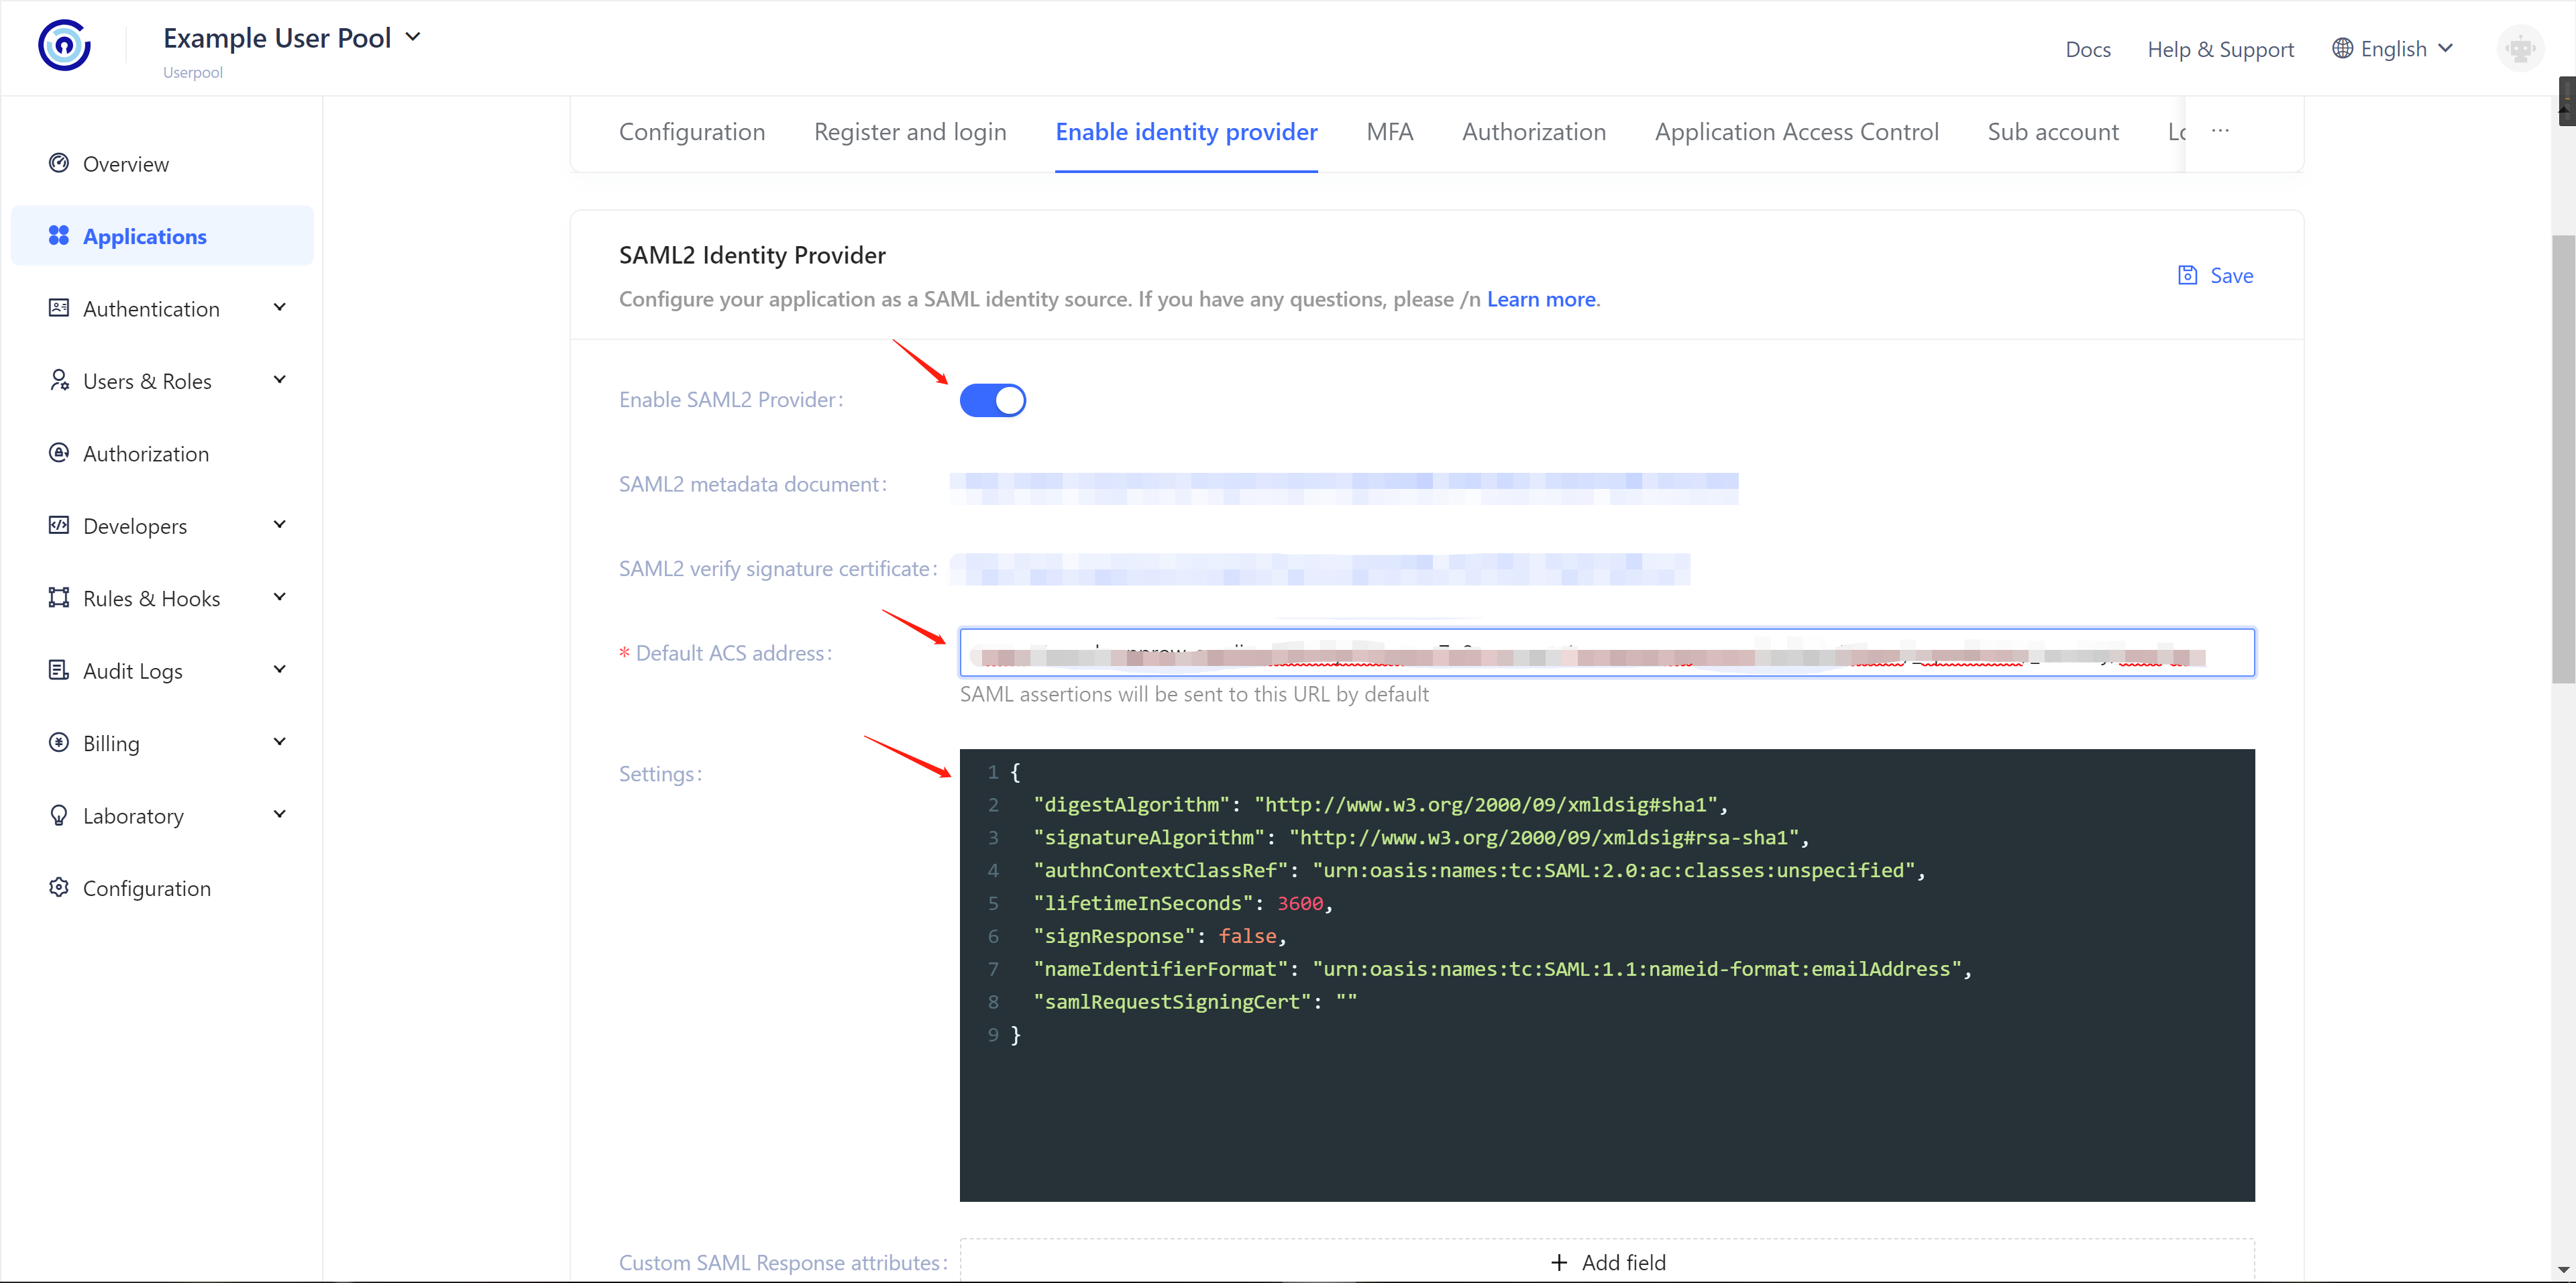 Example User Pool
Userpool
Docs
Help & Support
English
Overview
Applications
Authentication
Users & Roles
Authorization
Developers
Rules & Hooks
Audit Logs
Billing
Laboratory
Configuration
Configuration
Register and login
Enable identity provider
MFA
Authorization
Application Access Control
Sub account
···
SAML2 Identity Provider
Configure your application as a SAML identity source. If you have any questions, please /n Learn more.
Save
Enable SAML2 Provider:
SAML2 metadata document:
SAML2 verify signature certificate:
* Default ACS address:
SAML assertions will be sent to this URL by default
Settings:
1 {
2 "digestAlgorithm": "http://www.w3.org/2000/09/xmldsig#sha1",
3 "signatureAlgorithm": "http://www.w3.org/2000/09/xmldsig#rsa-sha1",
4 "authnContextClassRef": "urn:oasis:names:tc:SAML:2.0:ac:classes:unspecified",
5 "lifetimeInSeconds": 3600,
6 "signResponse": false,
7 "nameIdentifierFormat": "urn:oasis:names:tc:SAML:1.1:nameid-format:emailAddress",
8 "samlRequestSigningCert": ""
9 }
Custom SAML Response attributes:
+ Add field